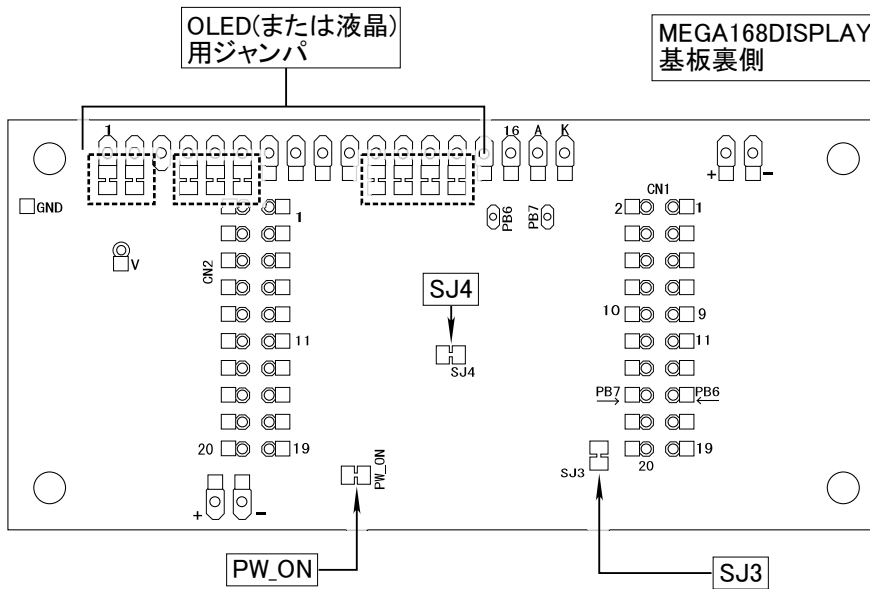 OLED(または液晶)
用ジャンパ
MEGA168DISPLAY
基板裏側
1
16
A
K
+
-
GND
V
CN2
1
PB6
PB7
CN1
2
1
SJ4
10
9
11
11
SJ4
PB7
PB6
20
19
PW_ON
SJ3
20
19
+
-
PW_ON
SJ3